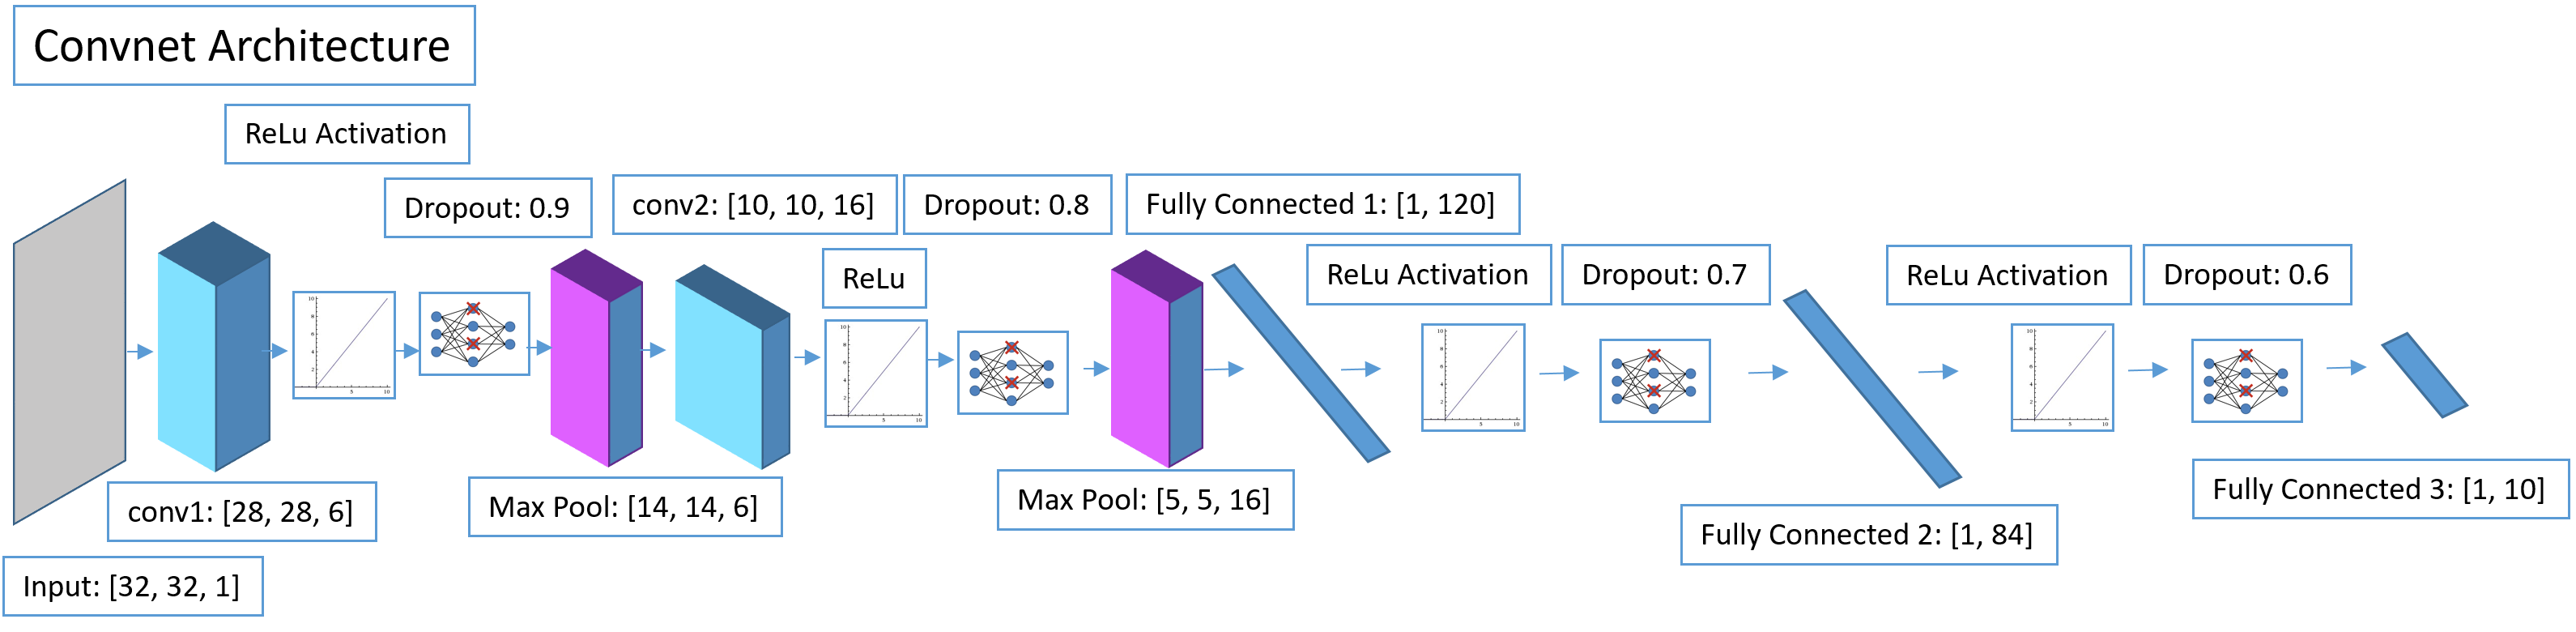 Convnet Architecture
ReLu Activation
Dropout: 0.9
conv2: [10, 10, 16]
Dropout: 0.8
Fully Connected 1: [1, 120]
ReLu
ReLu Activation
Dropout: 0.7
ReLu Activation
Dropout: 0.6
conv1: [28, 28, 6]
Max Pool: [14, 14, 6]
Max Pool: [5, 5, 16]
Fully Connected 2: [1, 84]
Fully Connected 3: [1, 10]
Input: [32, 32, 1]